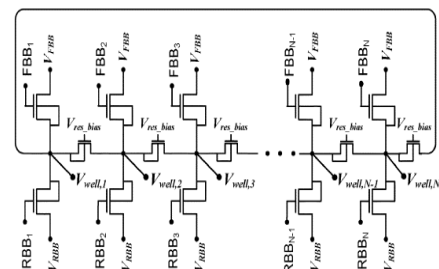 FBB1 VFBB FBB2 VFBB FBB3 VFBB FBBN-1 VFBB FBBN VFBB
Vres_bias Vres_bias Vres_bias Vres_bias Vres_bias
Vwell,1 Vwell,2 Vwell,3 Vwell,N-1 Vwell,N
RBB1 VRBB RBB2 VRBB RBB3 VRBB RBBN-1 VRBB RBBN VRBB